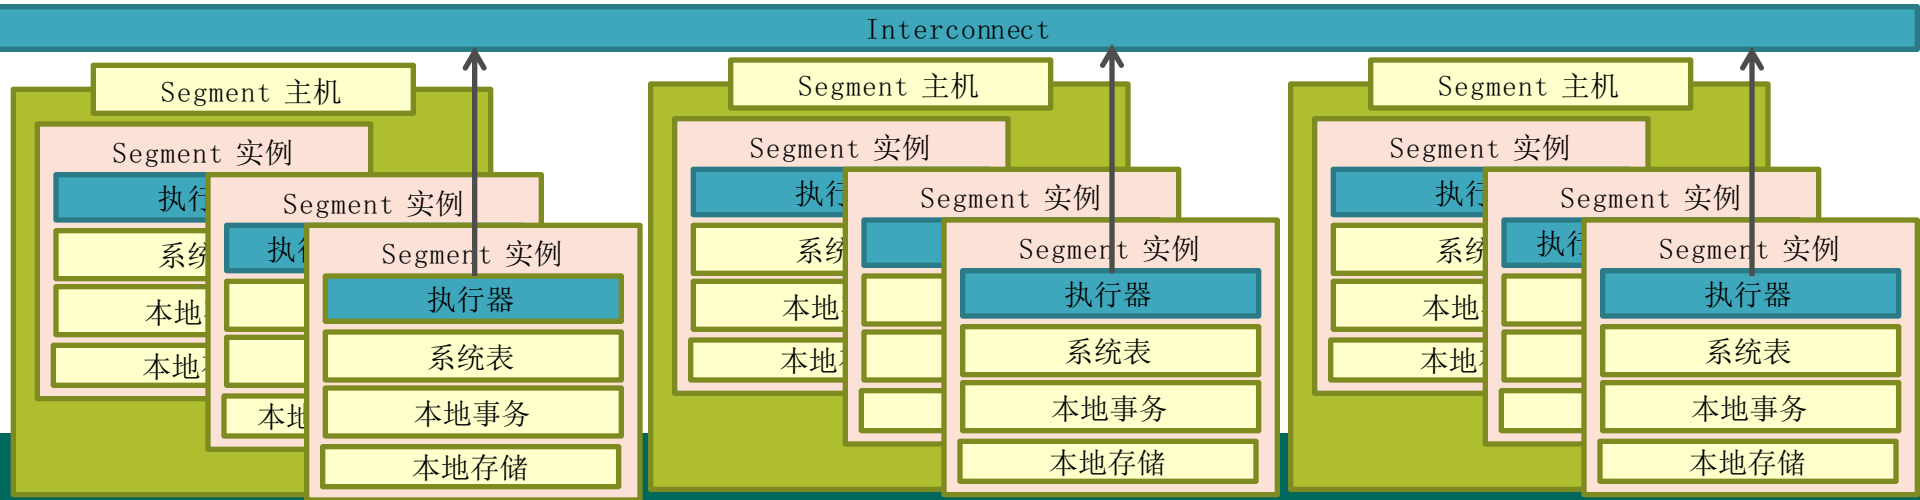 Interconnect
Segment 主机
Segment 实例
执行
系统
本地
本地
Segment 实例
执行
本地
Segment 实例
执行器
系统表
本地事务
本地存储
Segment 主机
Segment 实例
执行
系统
本地
本地
Segment 实例
Segment 实例
执行器
系统表
本地事务
本地存储
Segment 主机
Segment 实例
执行
系统
本地
本地
Segment 实例
执行
Segment 实例
执行器
系统表
本地事务
本地存储